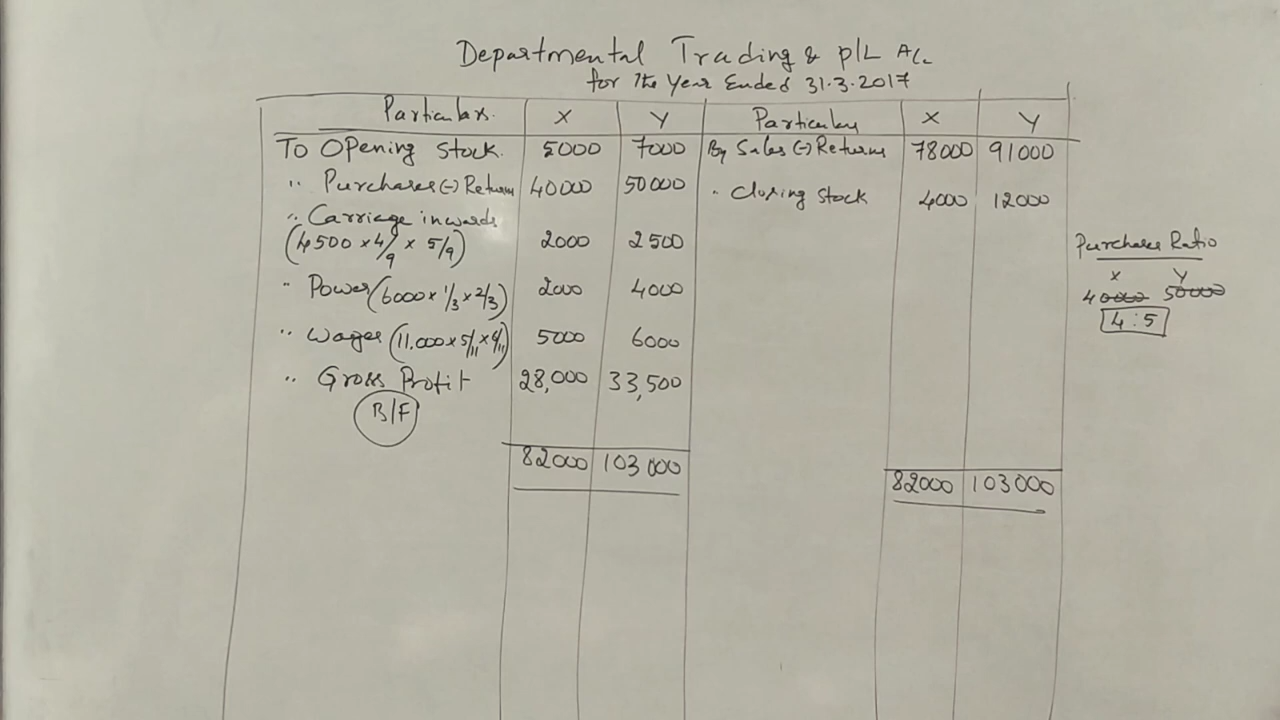 Departmental Trading & P/L A/c
for the Year Ended 31.3.2017
Particulars. X Y Particulars X Y
To Opening Stock. 5000 7000 By Sales (-) Returns 78000 91000
" Purchases (-) Return 40000 50000 " Closing Stock 4000 12000
" Carriage inwards
(4500 x 4/9 x 5/9) 2000 2500
" Power (6000 x 1/3 x 2/3) 2000 4000
" Wages (11.000 x 5/11 x 6/11) 5000 6000
" Gross Profit 28,000 33,500
B/F
82000 103000 82000 103000
Purchases Ratio
X Y
40000 50000
4:5